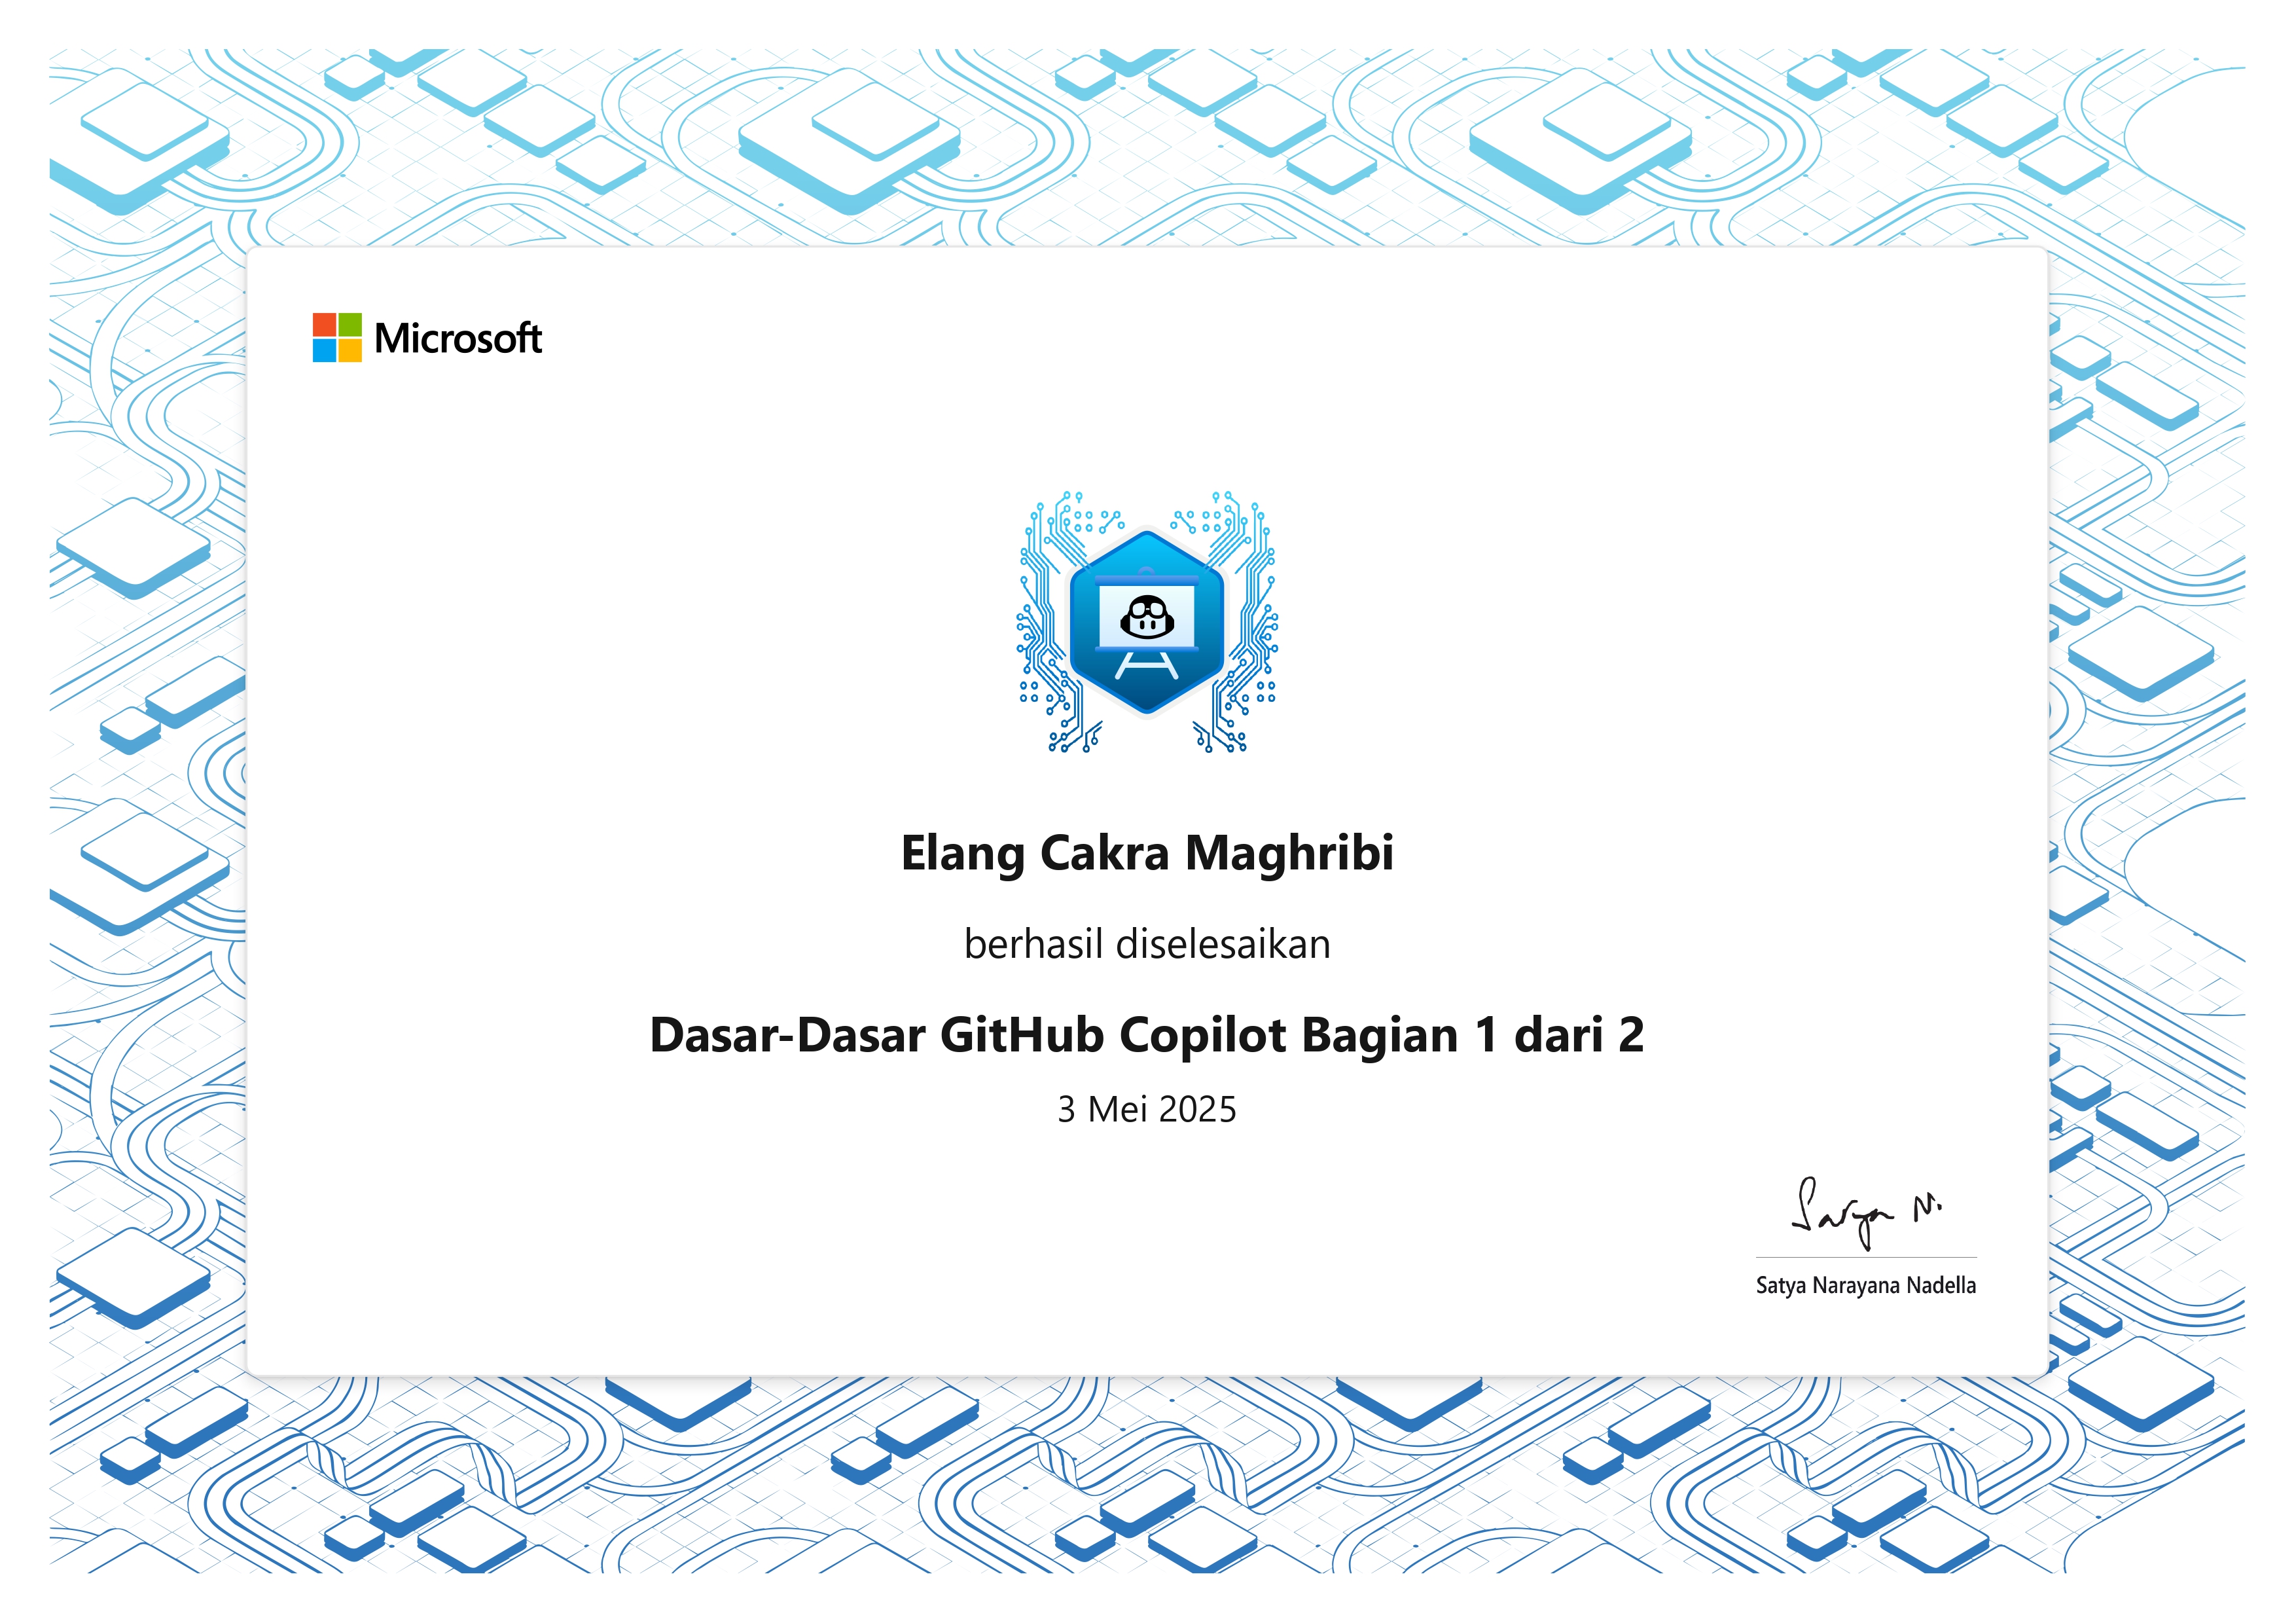 Microsoft
Elang Cakra Maghribi
berhasil diselesaikan
Dasar-Dasar GitHub Copilot Bagian 1 dari 2
3 Mei 2025
Satya N.
Satya Narayana Nadella